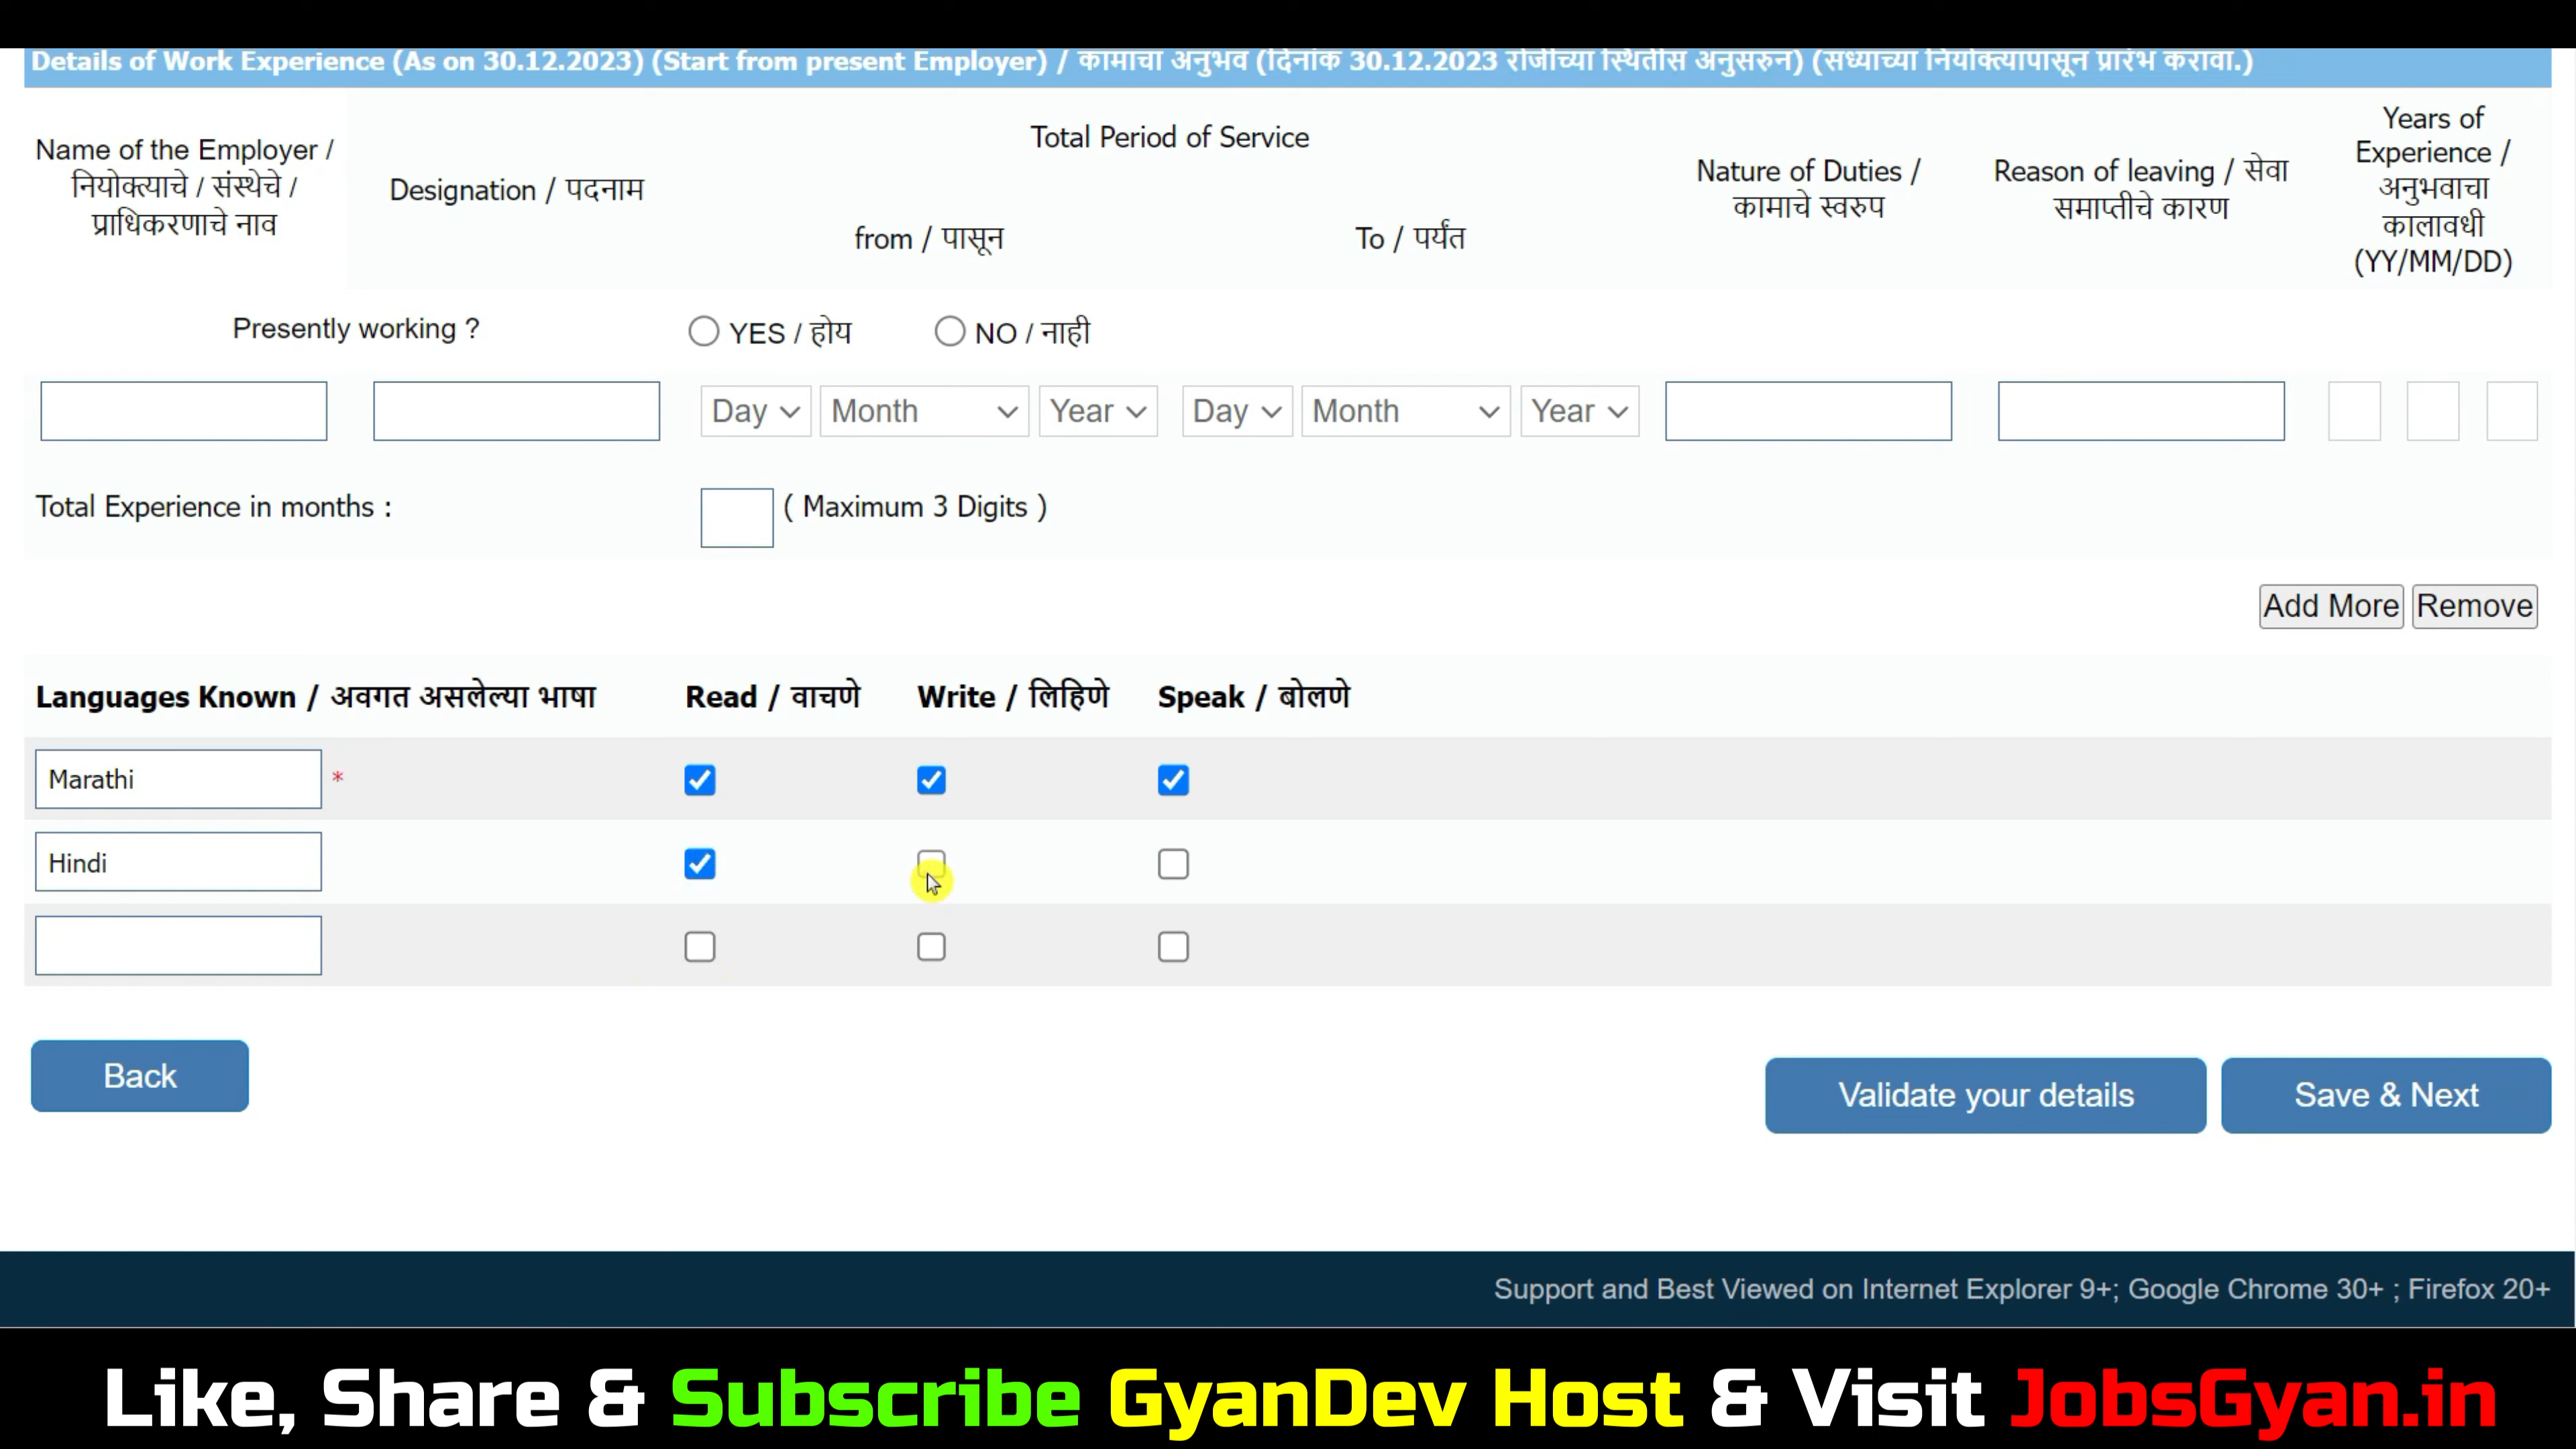 Details of Work Experience (As on 30.12.2023) (Start from present Employer) / कामाचा अनुभव (दिनांक 30.12.2023 रोजीच्या स्थितीस अनुसरुन) (सध्याच्या नियोक्त्यापासून प्रारंभ करावा.)
Name of the Employer /
नियोक्त्याचे / संस्थेचे /
प्राधिकरणाचे नाव
Designation / पदनाम
Total Period of Service
from / पासून
To / पर्यंत
Nature of Duties /
कामाचे स्वरुप
Reason of leaving / सेवा
समाप्तीचे कारण
Years of
Experience /
अनुभवाचा
कालावधी
(YY/MM/DD)
Presently working ? YES / होय NO / नाही
Day Month Year Day Month Year
Total Experience in months : ( Maximum 3 Digits )
Add More Remove
Languages Known / अवगत असलेल्या भाषा Read / वाचणे Write / लिहिणे Speak / बोलणे
Marathi *
Hindi
Back
Validate your details Save & Next
Support and Best Viewed on Internet Explorer 9+; Google Chrome 30+ ; Firefox 20+
Like, Share & Subscribe GyanDev Host & Visit JobsGyan.in